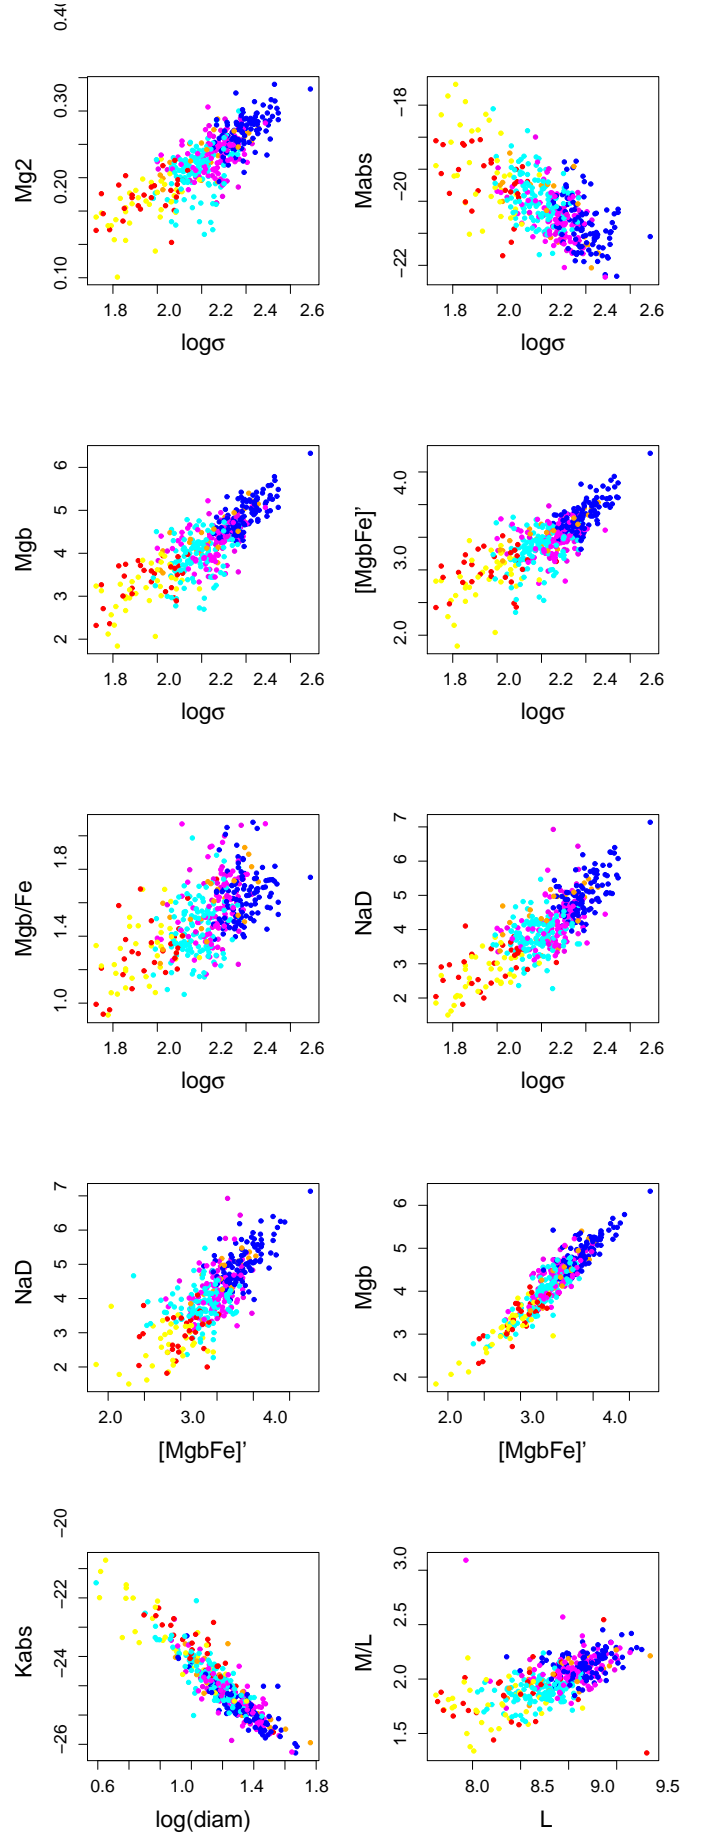 0.40
Mg2
0.10 0.20 0.30
1.8 2.0 2.2 2.4 2.6
logσ
Mabs
−22 −20 −18
1.8 2.0 2.2 2.4 2.6
logσ
Mgb
2 3 4 5 6
1.8 2.0 2.2 2.4 2.6
logσ
[MgbFe]’
2.0 3.0 4.0
1.8 2.0 2.2 2.4 2.6
logσ
Mgb/Fe
1.0 1.4 1.8
1.8 2.0 2.2 2.4 2.6
logσ
NaD
2 3 4 5 6 7
1.8 2.0 2.2 2.4 2.6
logσ
NaD
2 3 4 5 6 7
2.0 3.0 4.0
[MgbFe]’
Mgb
2 3 4 5 6
2.0 3.0 4.0
[MgbFe]’
Kabs
−26 −24 −22 −20
0.6 1.0 1.4 1.8
log(diam)
M/L
1.5 2.0 2.5 3.0
8.0 8.5 9.0 9.5
L